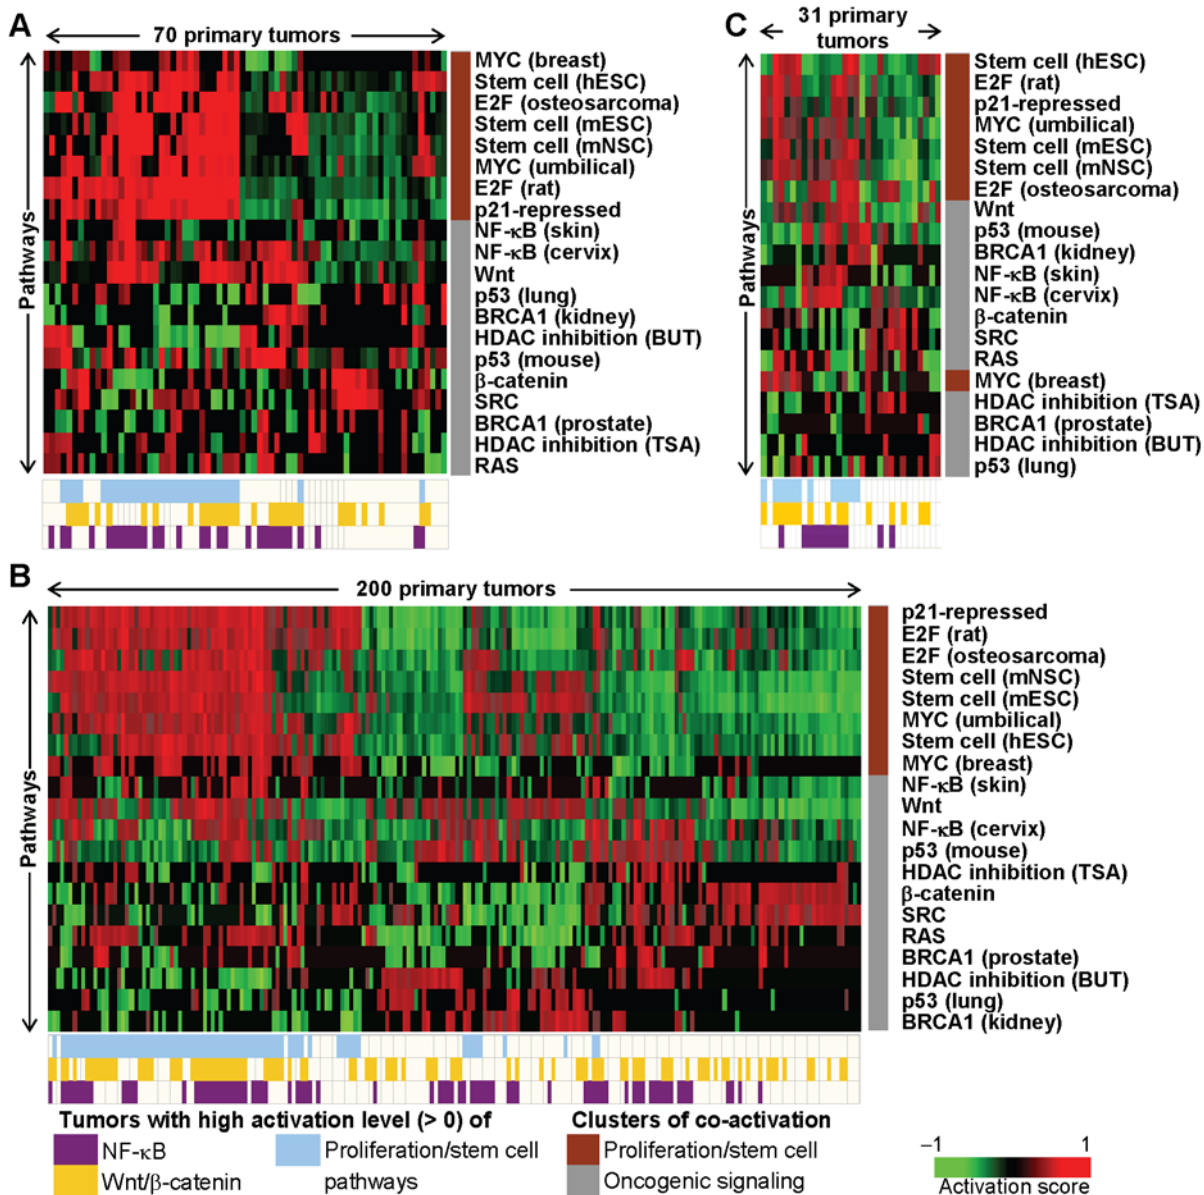 A
70 primary tumors
Pathways
MYC (breast)
Stem cell (hESC)
E2F (osteosarcoma)
Stem cell (mESC)
Stem cell (mNSC)
MYC (umbilical)
E2F (rat)
p21-repressed
NF-κB (skin)
NF-κB (cervix)
Wnt
p53 (lung)
BRCA1 (kidney)
HDAC inhibition (BUT)
p53 (mouse)
β-catenin
SRC
BRCA1 (prostate)
HDAC inhibition (TSA)
RAS
C
31 primary
tumors
Pathways
Stem cell (hESC)
E2F (rat)
p21-repressed
MYC (umbilical)
Stem cell (mESC)
Stem cell (mNSC)
E2F (osteosarcoma)
Wnt
p53 (mouse)
BRCA1 (kidney)
NF-κB (skin)
NF-κB (cervix)
β-catenin
SRC
RAS
MYC (breast)
HDAC inhibition (TSA)
BRCA1 (prostate)
HDAC inhibition (BUT)
p53 (lung)
B
200 primary tumors
Pathways
p21-repressed
E2F (rat)
E2F (osteosarcoma)
Stem cell (mNSC)
Stem cell (mESC)
MYC (umbilical)
Stem cell (hESC)
MYC (breast)
NF-κB (skin)
Wnt
NF-κB (cervix)
p53 (mouse)
HDAC inhibition (TSA)
β-catenin
SRC
RAS
BRCA1 (prostate)
HDAC inhibition (BUT)
p53 (lung)
BRCA1 (kidney)
Tumors with high activation level (> 0) of
NF-κB
Wnt/β-catenin
Proliferation/stem cell
pathways
Clusters of co-activation
Proliferation/stem cell
Oncogenic signaling
−1 1
Activation score